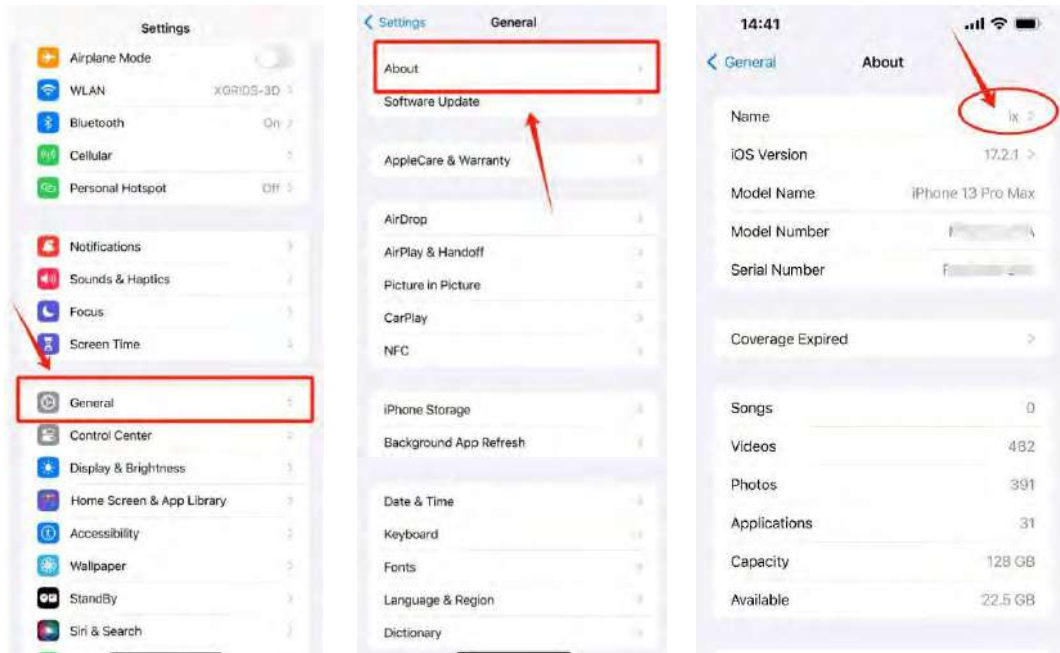 Settings
Airplane Mode
WLAN XGRIDS-3D
Bluetooth On
Cellular
Personal Hotspot Off
Notifications
Sounds & Haptics
Focus
Screen Time
General
Control Center
Display & Brightness
Home Screen & App Library
Accessibility
Wallpaper
StandBy
Siri & Search
Settings General
About
Software Update
AppleCare & Warranty
AirDrop
AirPlay & Handoff
Picture in Picture
CarPlay
NFC
iPhone Storage
Background App Refresh
Date & Time
Keyboard
Fonts
Language & Region
Dictionary
14:41
General About
Name ix
iOS Version 17.2.1
Model Name iPhone 13 Pro Max
Model Number
Serial Number
Coverage Expired
Songs 0
Videos 482
Photos 391
Applications 31
Capacity 128 GB
Available 22.5 GB